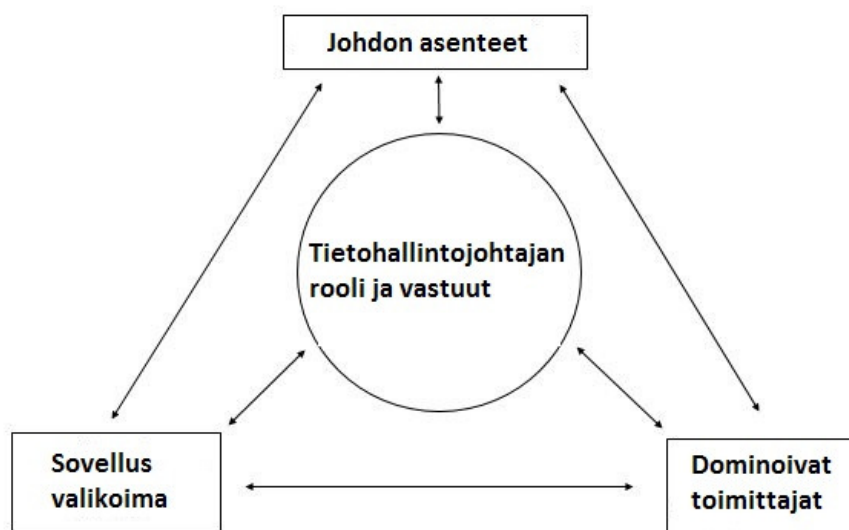 Johdon asenteet
Tietohallintojohtajan
rooli ja vastuut
Sovellus
valikoima
Dominoivat
toimittajat